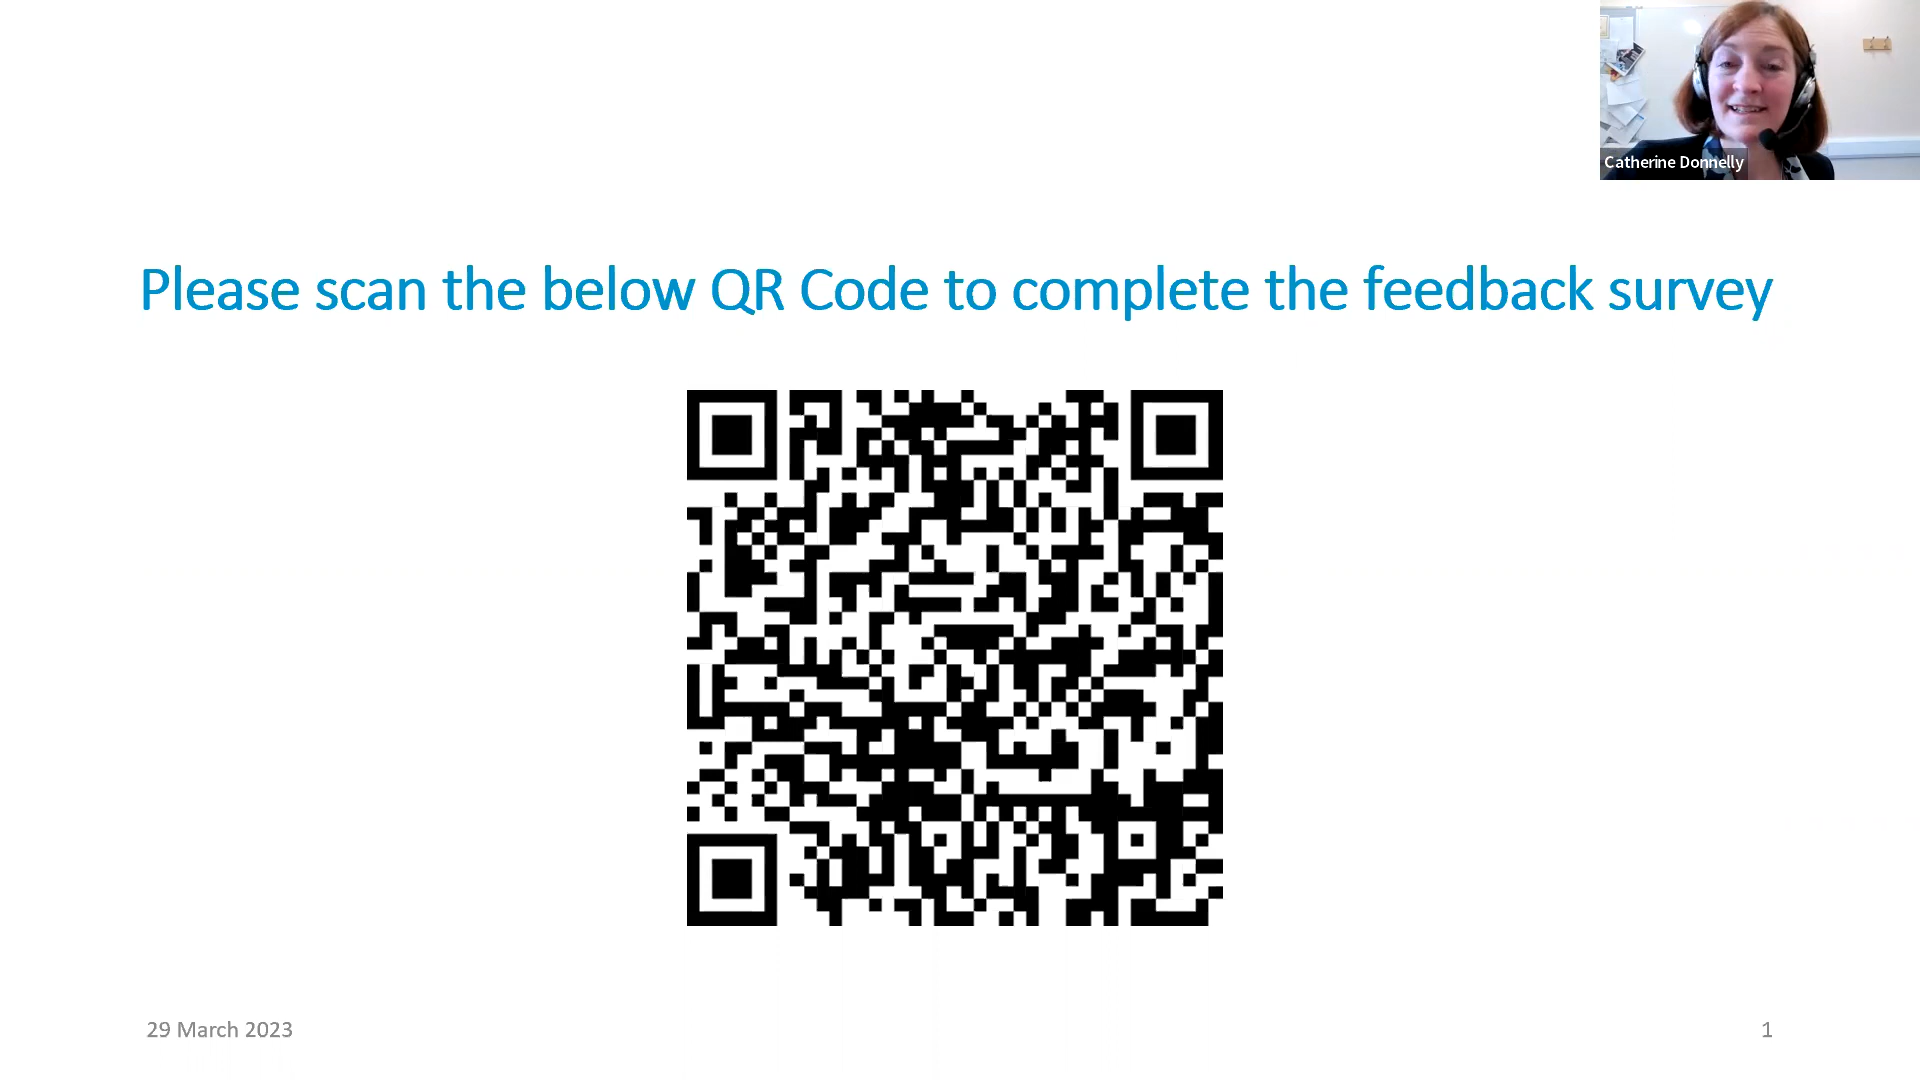 Catherine Donnelly
Please scan the below QR Code to complete the feedback survey
29 March 2023
1